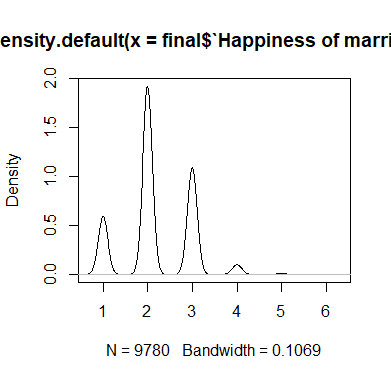 ensity.default(x = final$`Happiness of marri
Density
2.0
1.5
1.0
0.5
0.0
1 2 3 4 5 6
N = 9780 Bandwidth = 0.1069